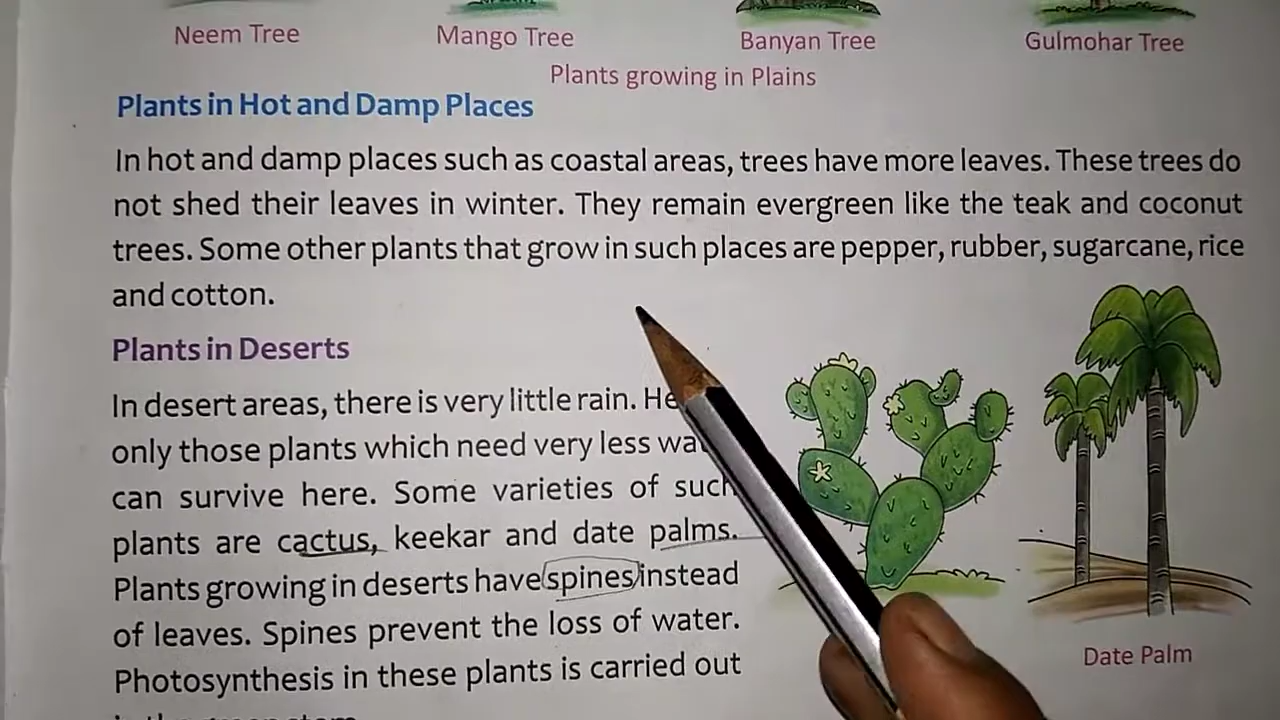 Neem Tree Mango Tree Banyan Tree Gulmohar Tree
Plants growing in Plains
Plants in Hot and Damp Places
In hot and damp places such as coastal areas, trees have more leaves. These trees do
not shed their leaves in winter. They remain evergreen like the teak and coconut
trees. Some other plants that grow in such places are pepper, rubber, sugarcane, rice
and cotton.
Plants in Deserts
In desert areas, there is very little rain.
only those plants which need very less
can survive here. Some varieties of such
plants are cactus, keekar and date palms.
Plants growing in deserts have spines instead
of leaves. Spines prevent the loss of water.
Photosynthesis in these plants is carried out
Date Palm